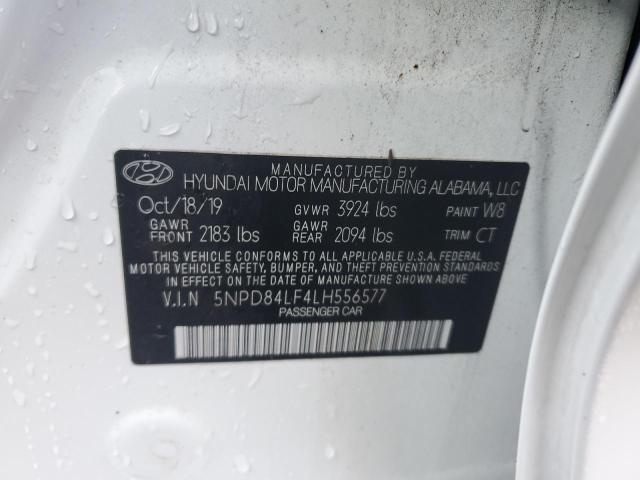 MANUFACTURED BY
HYUNDAI MOTOR MANUFACTURING ALABAMA, LLC
Oct/18/19 GVWR 3924 lbs PAINT W8
GAWR FRONT 2183 lbs GAWR REAR 2094 lbs TRIM CT
THIS VEHICLE CONFORMS TO ALL APPLICABLE U.S.A. FEDERAL
MOTOR VEHICLE SAFETY, BUMPER, AND THEFT PREVENTION
STANDARDS IN EFFECT ON THE DATE OF MANUFACTURE SHOWN ABOVE
V.I.N 5NPD84LF4LH556577
PASSENGER CAR